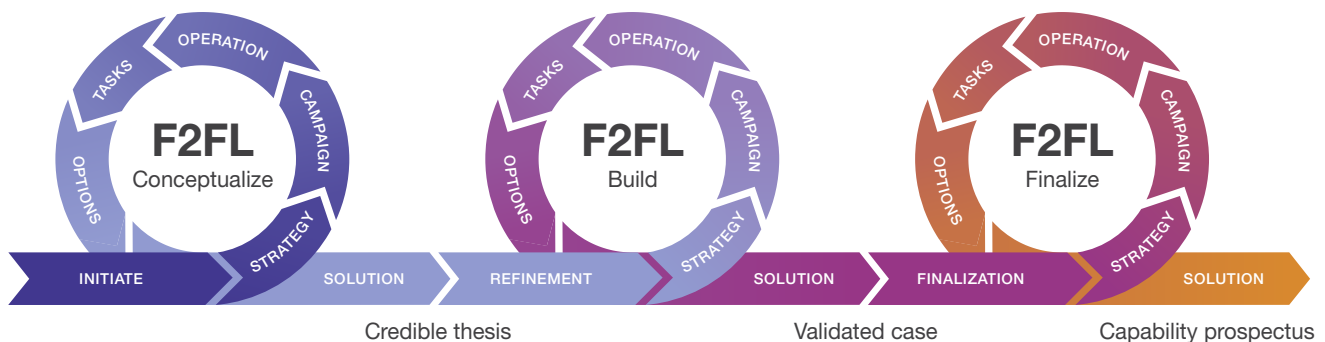 OPERATION
TASKS
CAMPAIGN
OPTIONS
STRATEGY
F2FL
Conceptualize
OPERATION
TASKS
CAMPAIGN
OPTIONS
STRATEGY
F2FL
Build
OPERATION
TASKS
CAMPAIGN
OPTIONS
STRATEGY
F2FL
Finalize
INITIATE
SOLUTION
REFINEMENT
SOLUTION
FINALIZATION
SOLUTION
Credible thesis
Validated case
Capability prospectus